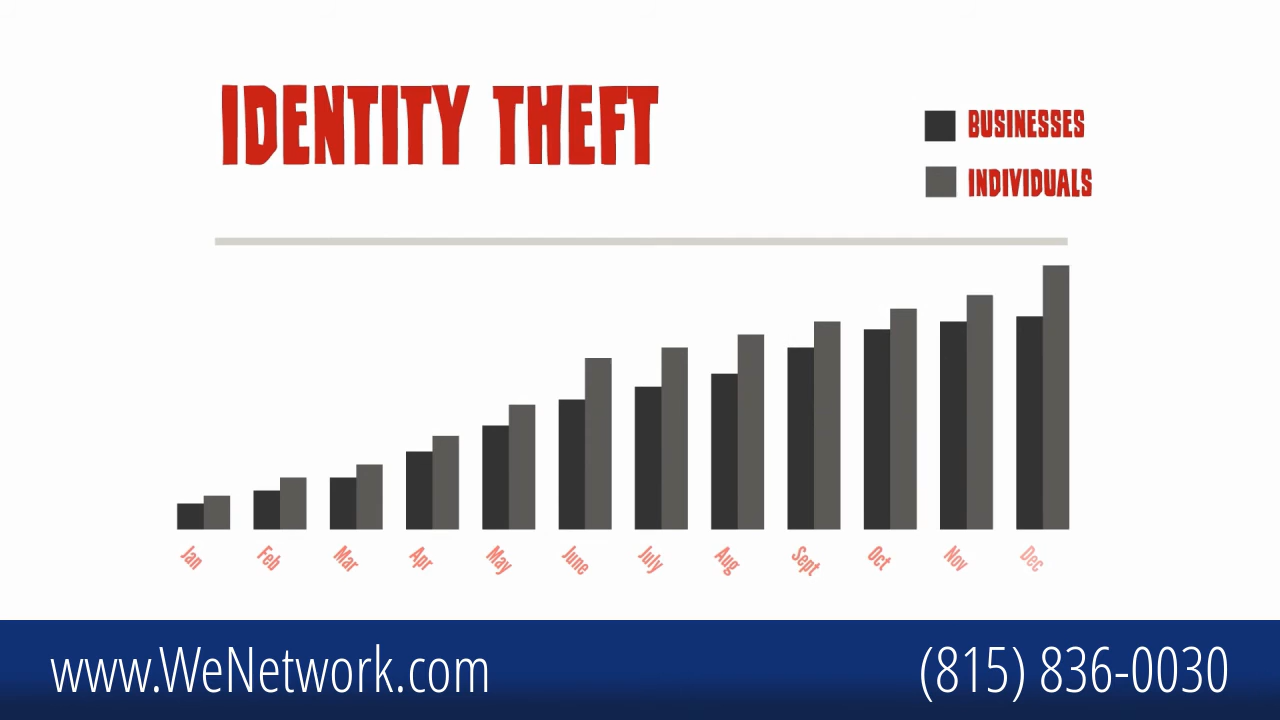 IDENTITY THEFT
BUSINESSES
INDIVIDUALS
Jan Feb Mar Apr May June July Aug Sept Oct Nov Dec
www.WeNetwork.com (815) 836-0030